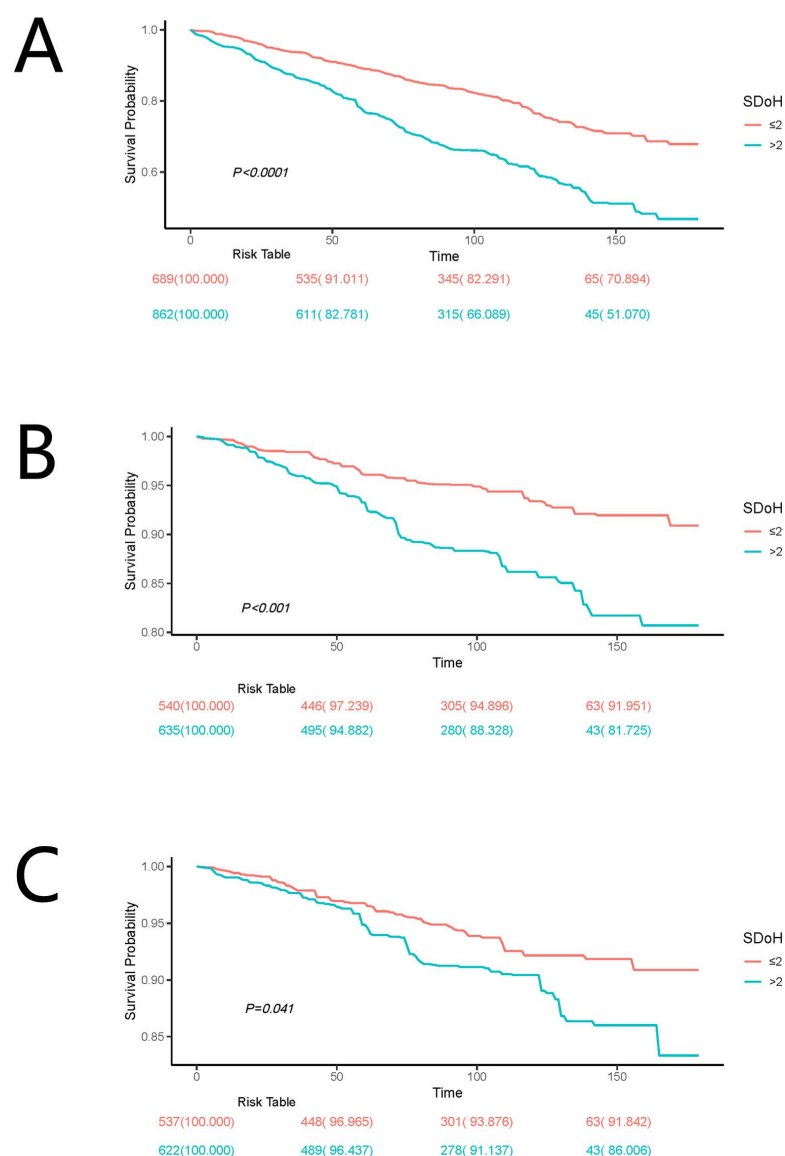 A
1.0
0.8
0.6
Survival Probability
P<0.0001
SDoH
≤2
>2
0 50 100 150
Risk Table
Time
689(100.000) 535( 91.011) 345( 82.291) 65( 70.894)
862(100.000) 611( 82.781) 315( 66.089) 45( 51.070)
B
1.00
0.95
0.90
0.85
0.80
Survival Probability
P<0.001
SDoH
≤2
>2
0 50 100 150
Time
Risk Table
540(100.000) 446( 97.239) 305( 94.896) 63( 91.951)
635(100.000) 495( 94.882) 280( 88.328) 43( 81.725)
C
1.00
0.95
0.90
0.85
Survival Probability
P=0.041
SDoH
≤2
>2
0 50 100 150
Time
Risk Table
537(100.000) 448( 96.965) 301( 93.876) 63( 91.842)
622(100.000) 489( 96.437) 278( 91.137) 43( 86.006)